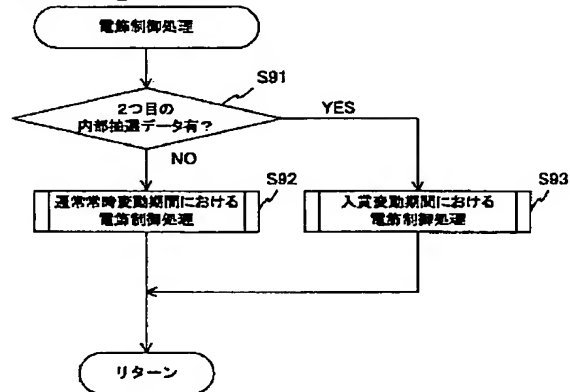 電飾制御処理
S91
2つ目の
内部抽選データ有？
YES
NO
S92
通常常時変動期間における
電飾制御処理
S93
入賞変動期間における
電飾制御処理
リターン